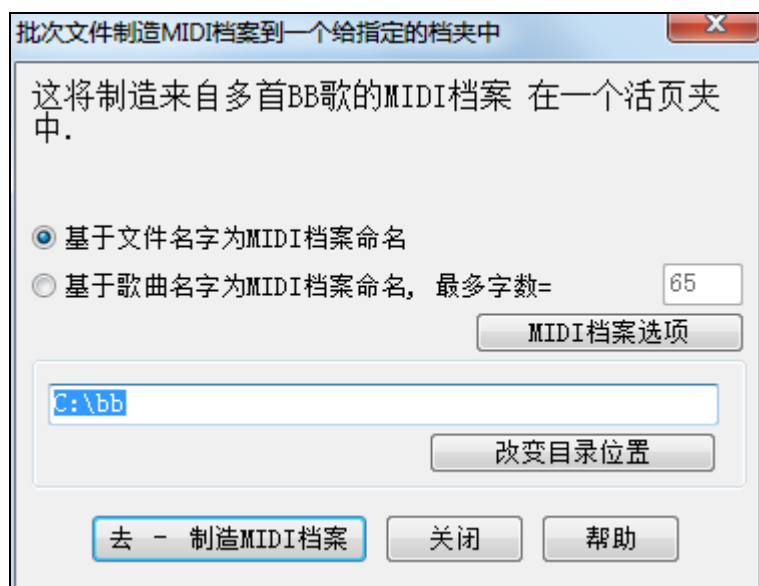 批次文件制造MIDI档案到一个给指定的档夹中
这将制造来自多首BB歌的MIDI档案 在一个活页夹
中.
基于文件名字为MIDI档案命名
基于歌曲名字为MIDI档案命名, 最多字数= 65
MIDI档案选项
C:\bb
改变目录位置
去 - 制造MIDI档案 关闭 帮助